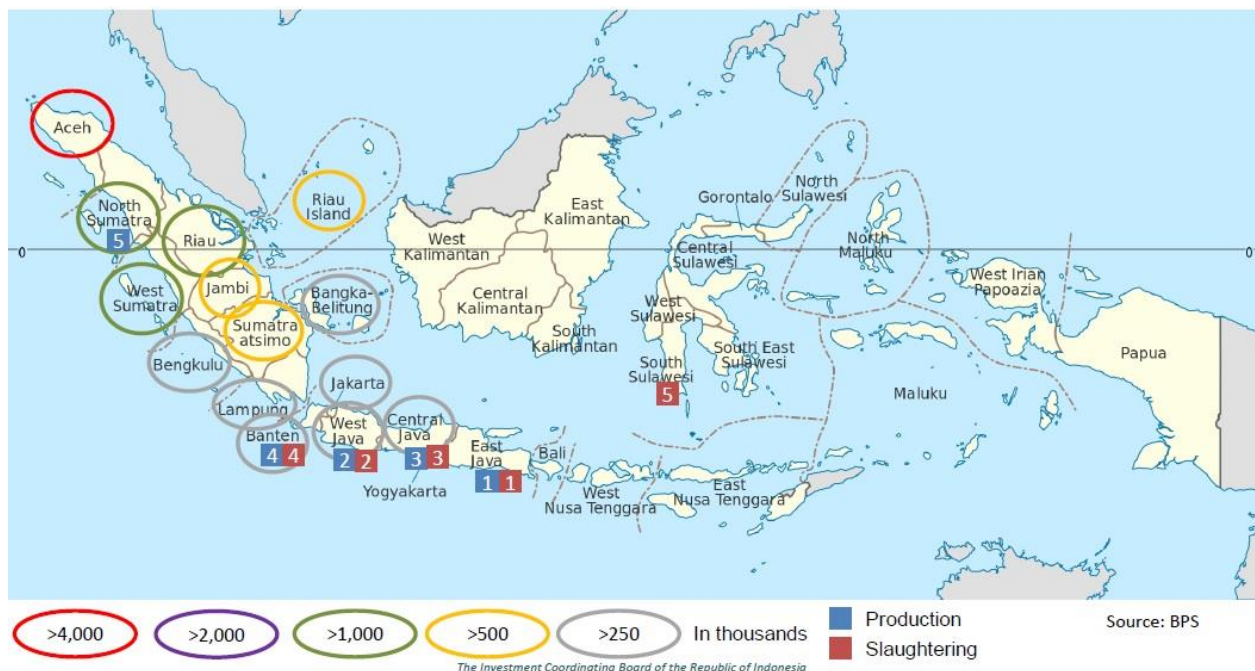 Aceh
North
Sumatra
5
Riau
Riau
Island
West
Sumatra
Jambi
Sumatra
atsimo
Bangka-
Belitung
Bengkulu
Lampung
Jakarta
Banten
4 4
West
Java
2 2
Central
Java
3 3
Yogyakarta
East
Java
1 1
Bali
West
Nusa Tenggara
East
Nusa Tenggara
West
Kalimantan
East
Kalimantan
Central
Kalimantan
South
Kalimantan
Gorontalo
North
Sulawesi
Central
Sulawesi
West
Sulawesi
South East
Sulawesi
South
Sulawesi
5
North
Maluku
Maluku
West Irian
Papoazia
Papua
0
0
>4,000
>2,000
>1,000
>500
>250
In thousands
Production
Slaughtering
Source: BPS
The Investment Coordinating Board of the Republic of Indonesia